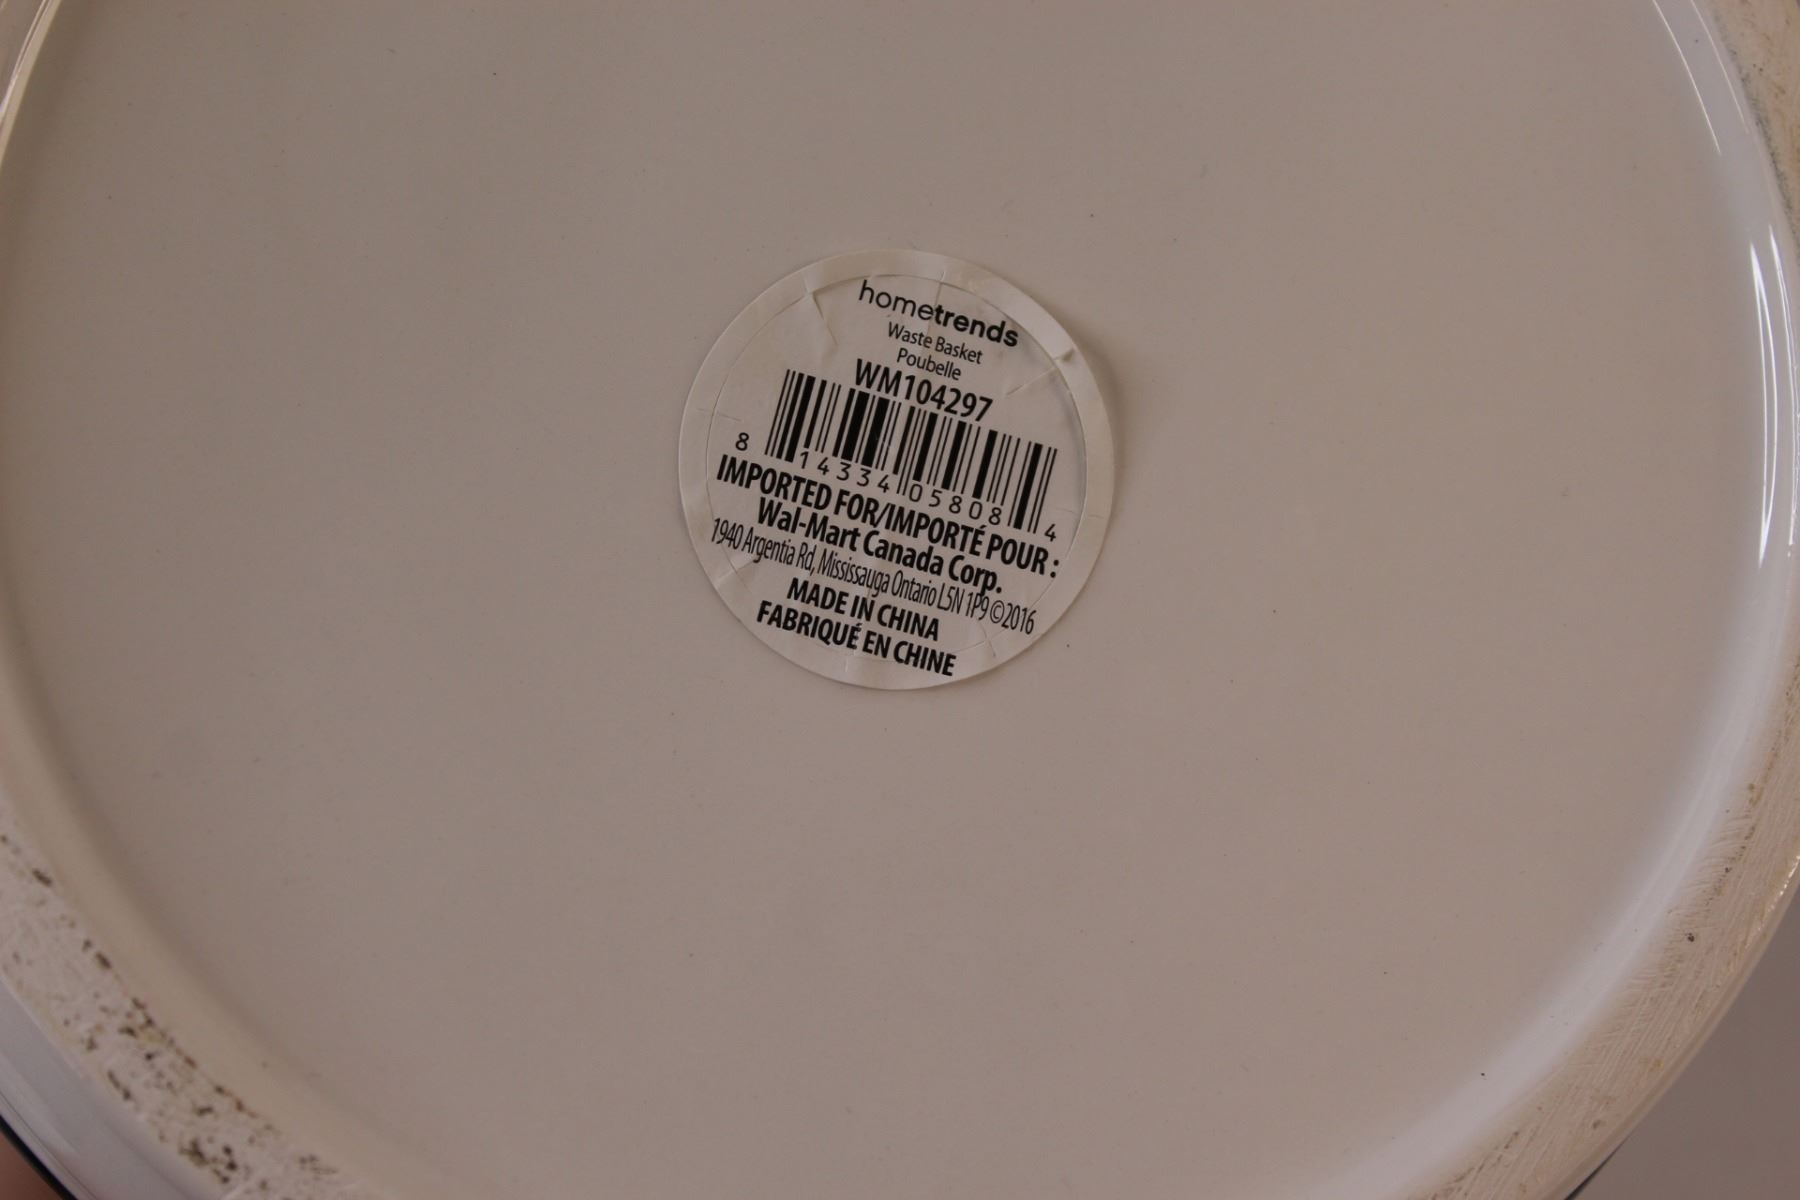 hometrends
Waste Basket
Poubelle
WM104297
8 14334 05808 4
IMPORTED FOR/IMPORTÉ POUR :
Wal-Mart Canada Corp.
1940 Argentia Rd, Mississauga Ontario L5N 1P9 ©2016
MADE IN CHINA
FABRIQUÉ EN CHINE